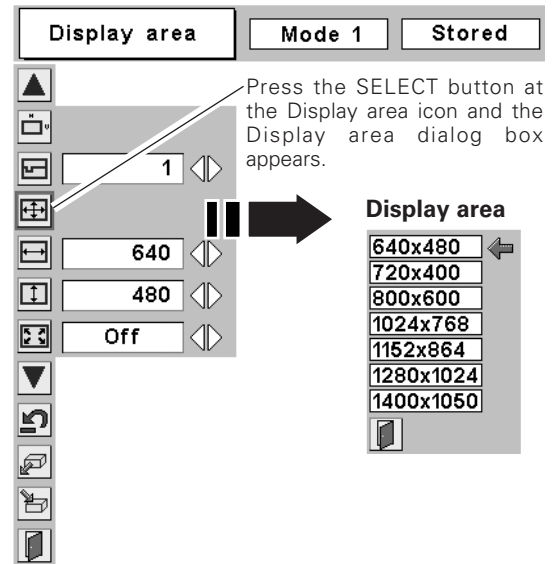 Display area
Mode 1
Stored
Press the SELECT button at
the Display area icon and the
Display area dialog box
appears.
H
V
1
Display area
640
480
Off
640x480
720x400
800x600
1024x768
1152x864
1280x1024
1400x1050